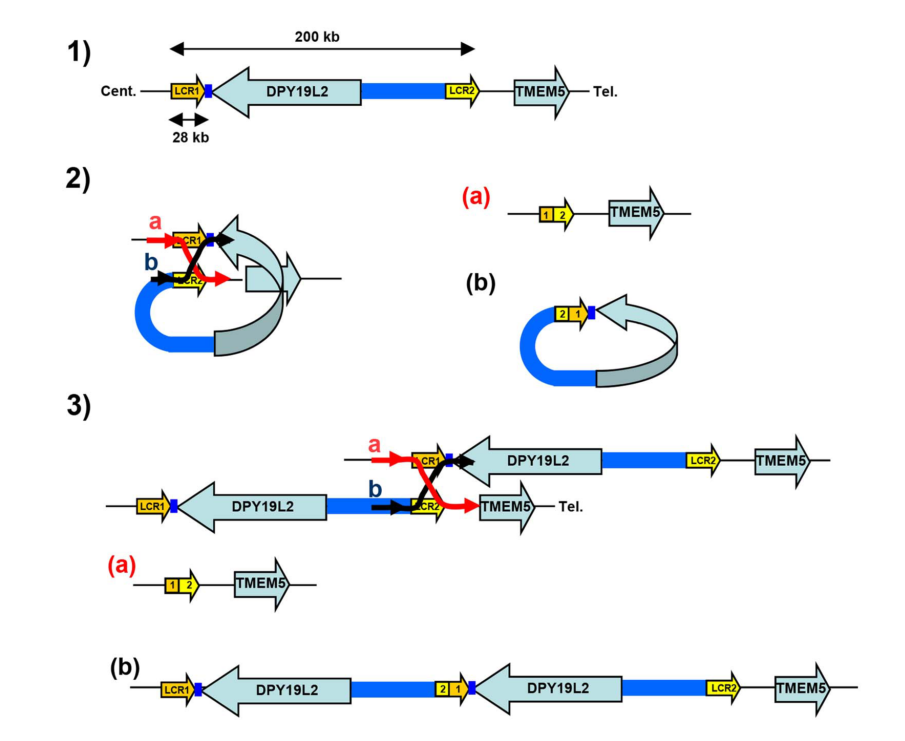 1)
200 kb
Cent.
LCR1
DPY19L2
LCR2
TMEM5
Tel.
28 kb
2)
a
LCR1
b
LCR2
(a)
1 2
TMEM5
(b)
2 1
3)
a
LCR1
DPY19L2
LCR2
TMEM5
b
LCR1
DPY19L2
LCR2
TMEM5
Tel.
(a)
1 2
TMEM5
(b)
LCR1
DPY19L2
2 1
DPY19L2
LCR2
TMEM5